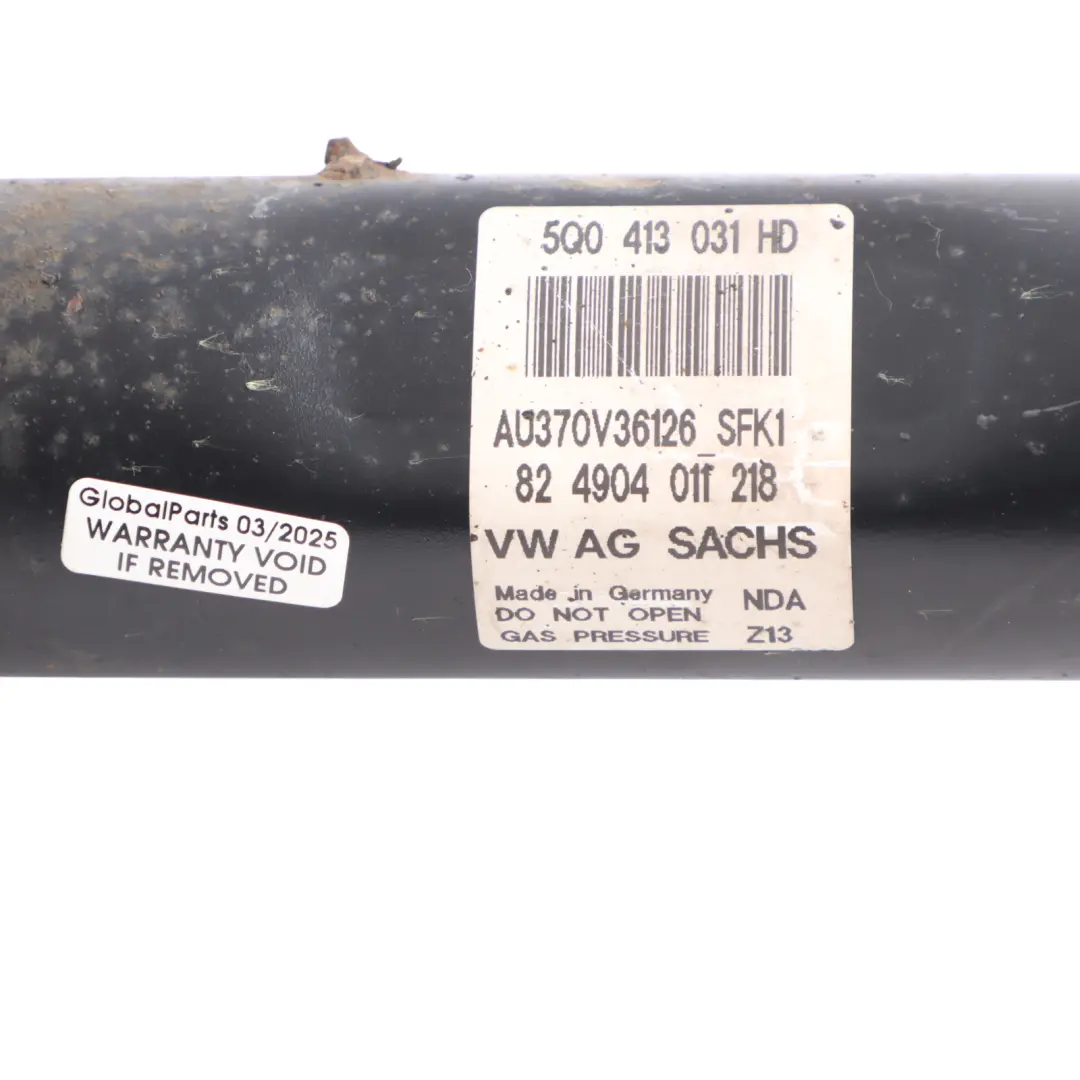 5Q0 413 031 HD
AU370V36126_SFK1
82 4904 011 218
VW AG SACHS
Made in Germany NDA
DO NOT OPEN
GAS PRESSURE Z13
GlobalParts 03/2025
WARRANTY VOID
IF REMOVED